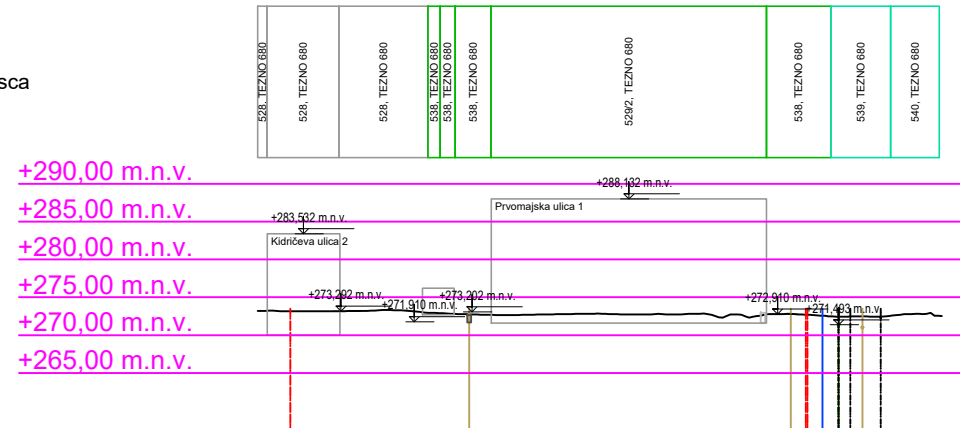 528, TEZNO 680
528, TEZNO 680
528, TEZNO 680
538, TEZNO 680
538, TEZNO 680
538, TEZNO 680
529/2, TEZNO 680
538, TEZNO 680
539, TEZNO 680
540, TEZNO 680
sca
+290,00 m.n.v.
+288,132 m.n.v.
Prvomajska ulica 1
+285,00 m.n.v.
+283,532 m.n.v.
Kidričeva ulica 2
+280,00 m.n.v.
+275,00 m.n.v.
+273,292 m.n.v.
+271,910 m.n.v.
+273,202 m.n.v.
+272,910 m.n.v.
+271,493 m.n.v.
+270,00 m.n.v.
+265,00 m.n.v.